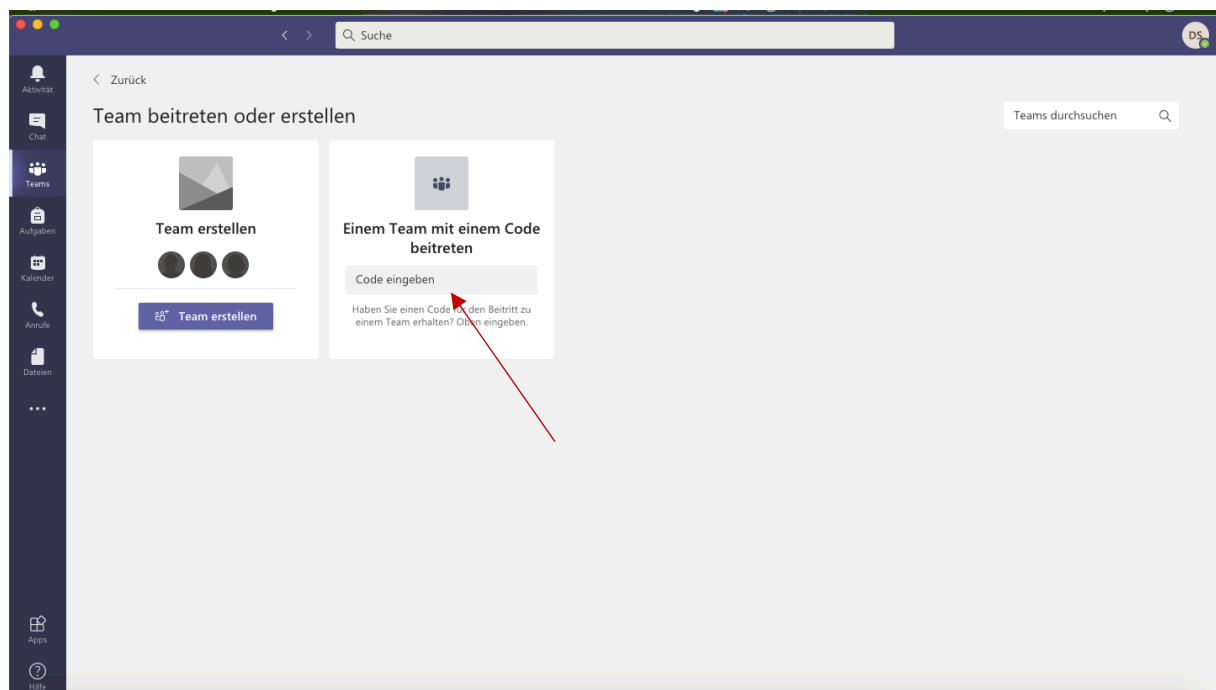 Suche
DS
Aktivität
Chat
Teams
Aufgaben
Kalender
Anrufe
Dateien
Apps
Hilfe
Zurück
Team beitreten oder erstellen
Teams durchsuchen
Team erstellen
Team erstellen
Einem Team mit einem Code
beitreten
Code eingeben
Haben Sie einen Code für den Beitritt zu
einem Team erhalten? Oben eingeben.